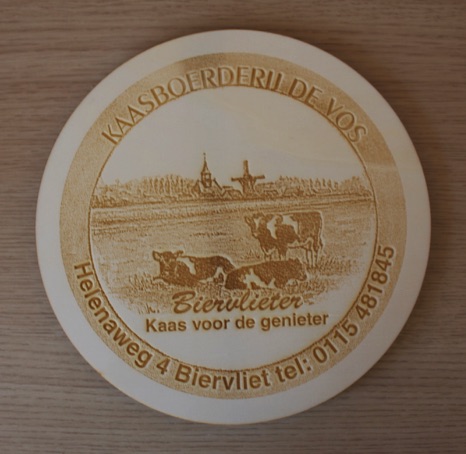 KAASBOERDERIJ DE VOS
Biervlieter
Kaas voor de genieter
Helenaweg 4 Biervliet tel: 0115 481845